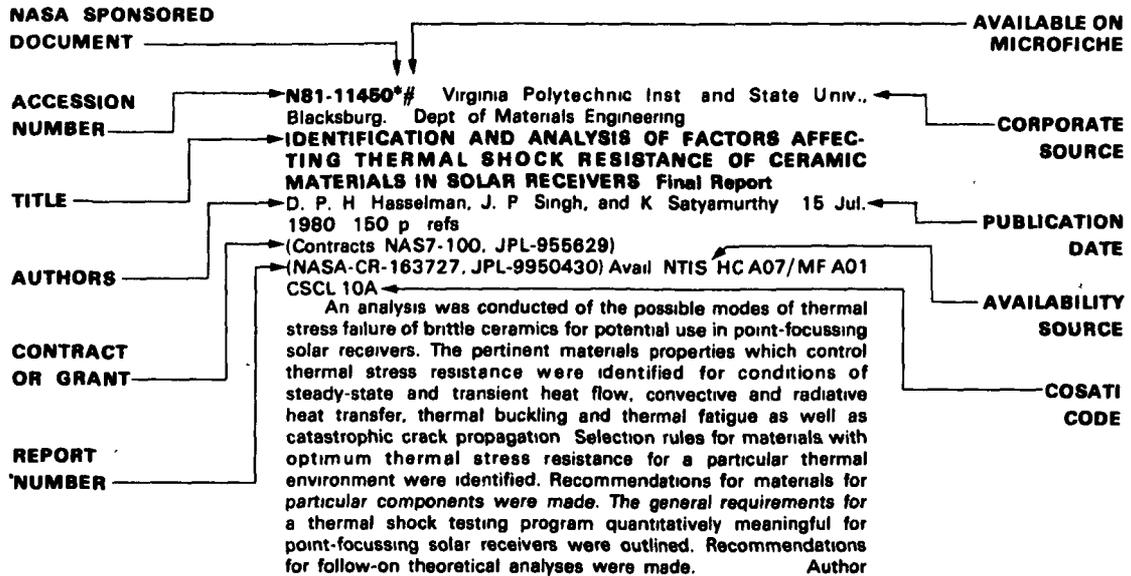 NASA SPONSORED
DOCUMENT
AVAILABLE ON
MICROFICHE
ACCESSION
NUMBER
N81-11450*# Virginia Polytechnic Inst and State Univ.,
Blacksburg. Dept of Materials Engineering
CORPORATE
SOURCE
TITLE
IDENTIFICATION AND ANALYSIS OF FACTORS AFFEC-
TING THERMAL SHOCK RESISTANCE OF CERAMIC
MATERIALS IN SOLAR RECEIVERS Final Report
AUTHORS
D. P. H Hasselman, J. P Singh, and K Satyamurthy 15 Jul.
1980 150 p refs
PUBLICATION
DATE
CONTRACT
OR GRANT
(Contracts NAS7-100, JPL-955629)
REPORT
NUMBER
(NASA-CR-163727, JPL-9950430) Avail NTIS HC A07/MF A01
CSCL 10A
AVAILABILITY
SOURCE
COSATI
CODE
An analysis was conducted of the possible modes of thermal
stress failure of brittle ceramics for potential use in point-focussing
solar receivers. The pertinent materials properties which control
thermal stress resistance were identified for conditions of
steady-state and transient heat flow, convective and radiative
heat transfer, thermal buckling and thermal fatigue as well as
catastrophic crack propagation Selection rules for materials with
optimum thermal stress resistance for a particular thermal
environment were identified. Recommendations for materials for
particular components were made. The general requirements for
a thermal shock testing program quantitatively meaningful for
point-focussing solar receivers were outlined. Recommendations
for follow-on theoretical analyses were made. Author